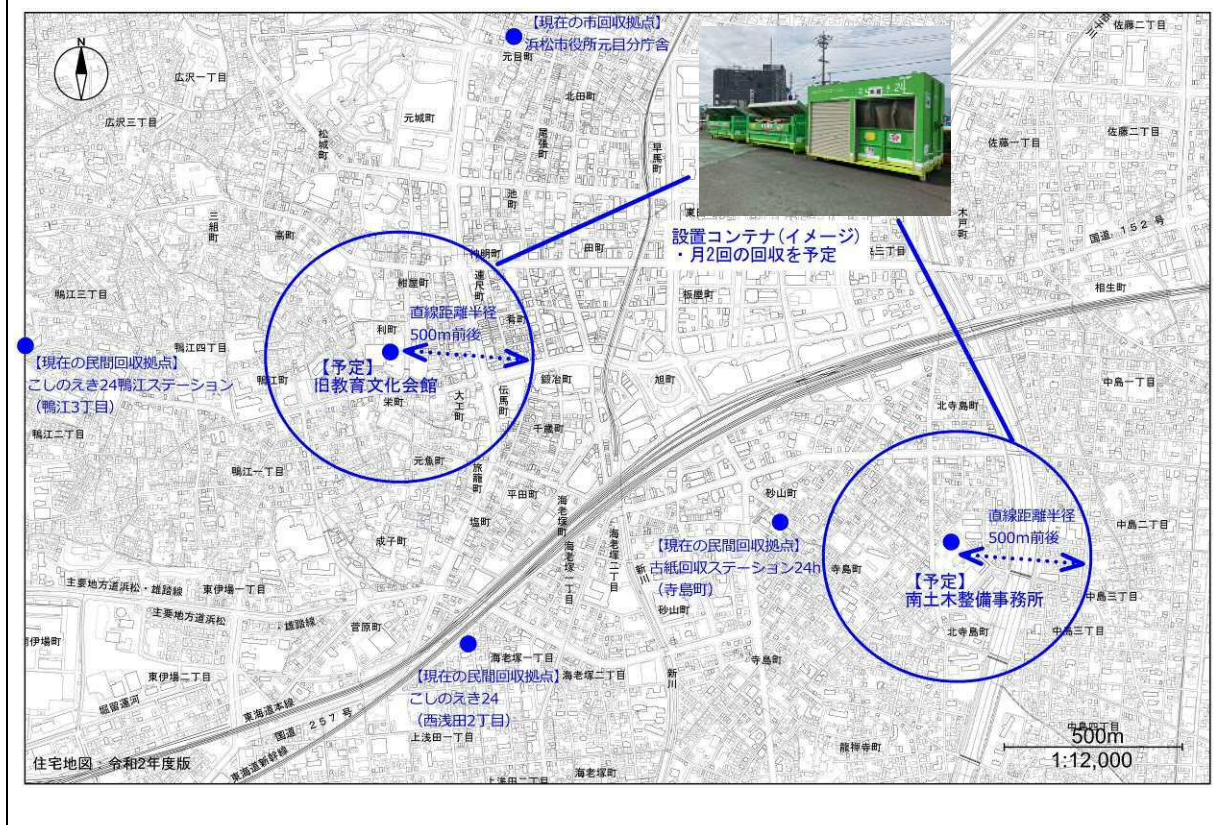 【現在の市回収拠点】
浜松市役所元目分庁舎
元目町
佐藤二丁目
N
広沢一丁目
北田町
元城町
広沢三丁目
松城町
尾張町
早馬町
佐藤一丁目
佐藤二丁目
24
池町
三組町
高町
木戸町
国道152号
設置コンテナ(イメージ)
・月2回の回収を予定
神明町
田町
相生町
鴨江三丁目
紺屋町
連尺町
板屋町
直線距離半径
500m前後
肴町
利町
鴨江四丁目
【現在の民間回収拠点】
こしのえき24鴨江ステーション
(鴨江3丁目)
【予定】
旧教育文化会館
鴨江町
栄町
大工町
伝馬町
鍛冶町
旭町
中島一丁目
北寺島町
千歳町
鴨江二丁目
鴨江一丁目
元魚町
旅籠町
平田町
塩町
海老塚町
砂山町
成子町
海老塚一丁目
海老塚二丁目
新川
【現在の民間回収拠点】
古紙回収ステーション24h
(寺島町)
直線距離半径
500m前後
中島二丁目
寺島町
【予定】
南土木整備事務所
中島三丁目
主要地方道浜松・雄踏線
東伊場一丁目
主要地方道浜松
雄踏線
菅原町
砂山町
北寺島町
中島三丁目
伊場町
東伊場二丁目
海老塚一丁目
海老塚二丁目
新川
寺島町
【現在の民間回収拠点】
こしのえき24
(西浅田2丁目)
堀留運河
東海道本線
国道257号
東海道新幹線
上浅田一丁目
龍禅寺町
中島四丁目
500m
1:12,000
住宅地図:令和2年度版
海老塚町
上浅田二丁目